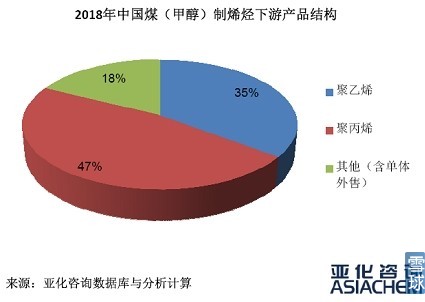 2018年中国煤（甲醇）制烯烃下游产品结构
18%
35%
47%
聚乙烯
聚丙烯
其他（含单体
外售）
来源：亚化咨询数据库与分析计算
亚化咨询
ASIACHEM
雪球